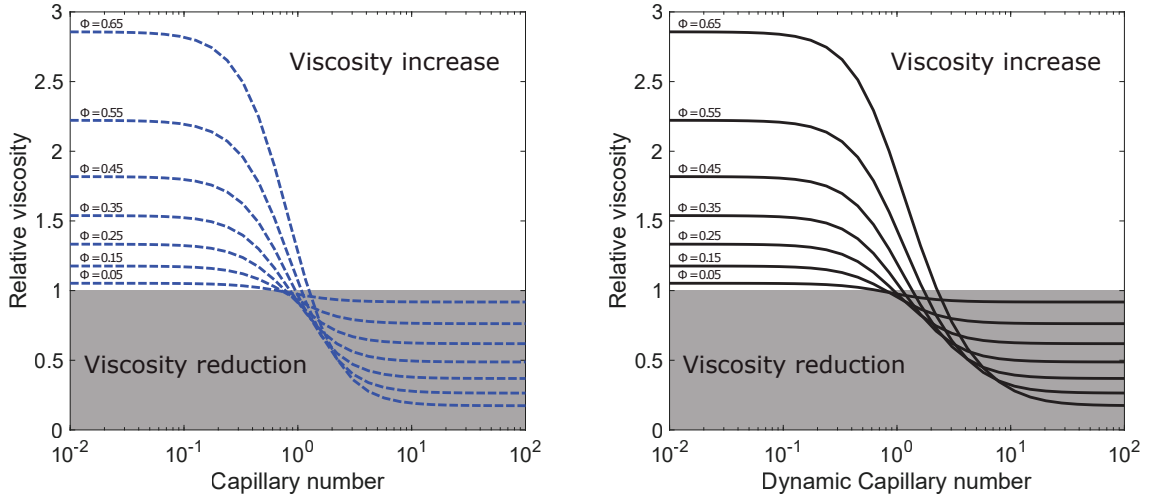 3
2.5
2
1.5
1
0.5
0
Relative viscosity
Φ = 0.65
Φ = 0.55
Φ = 0.45
Φ = 0.35
Φ = 0.25
Φ = 0.15
Φ = 0.05
Viscosity increase
Viscosity reduction
10^-2
10^-1
10^0
10^1
10^2
Capillary number
3
2.5
2
1.5
1
0.5
0
Relative viscosity
Φ = 0.65
Φ = 0.55
Φ = 0.45
Φ = 0.35
Φ = 0.25
Φ = 0.15
Φ = 0.05
Viscosity increase
Viscosity reduction
10^-2
10^-1
10^0
10^1
10^2
Dynamic Capillary number